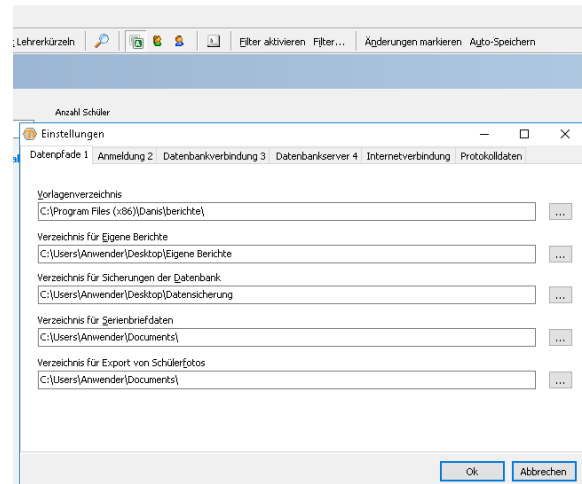 Lehrerkürzeln Filter aktivieren Filter... Änderungen markieren Auto-Speichern
Anzahl Schüler
Einstellungen
Datenpfade 1 Anmeldung 2 Datenbankverbindung 3 Datenbankserver 4 Internetverbindung Protokolldaten
Vorlagenverzeichnis
C:\Program Files (x86)\Danis\berichte\
...
Verzeichnis für Eigene Berichte
C:\Users\Anwender\Desktop\Eigene Berichte
...
Verzeichnis für Sicherungen der Datenbank
C:\Users\Anwender\Desktop\Datensicherung
...
Verzeichnis für Serienbriefdaten
C:\Users\Anwender\Documents\
...
Verzeichnis für Export von Schülerfotos
C:\Users\Anwender\Documents\
...
Ok Abbrechen